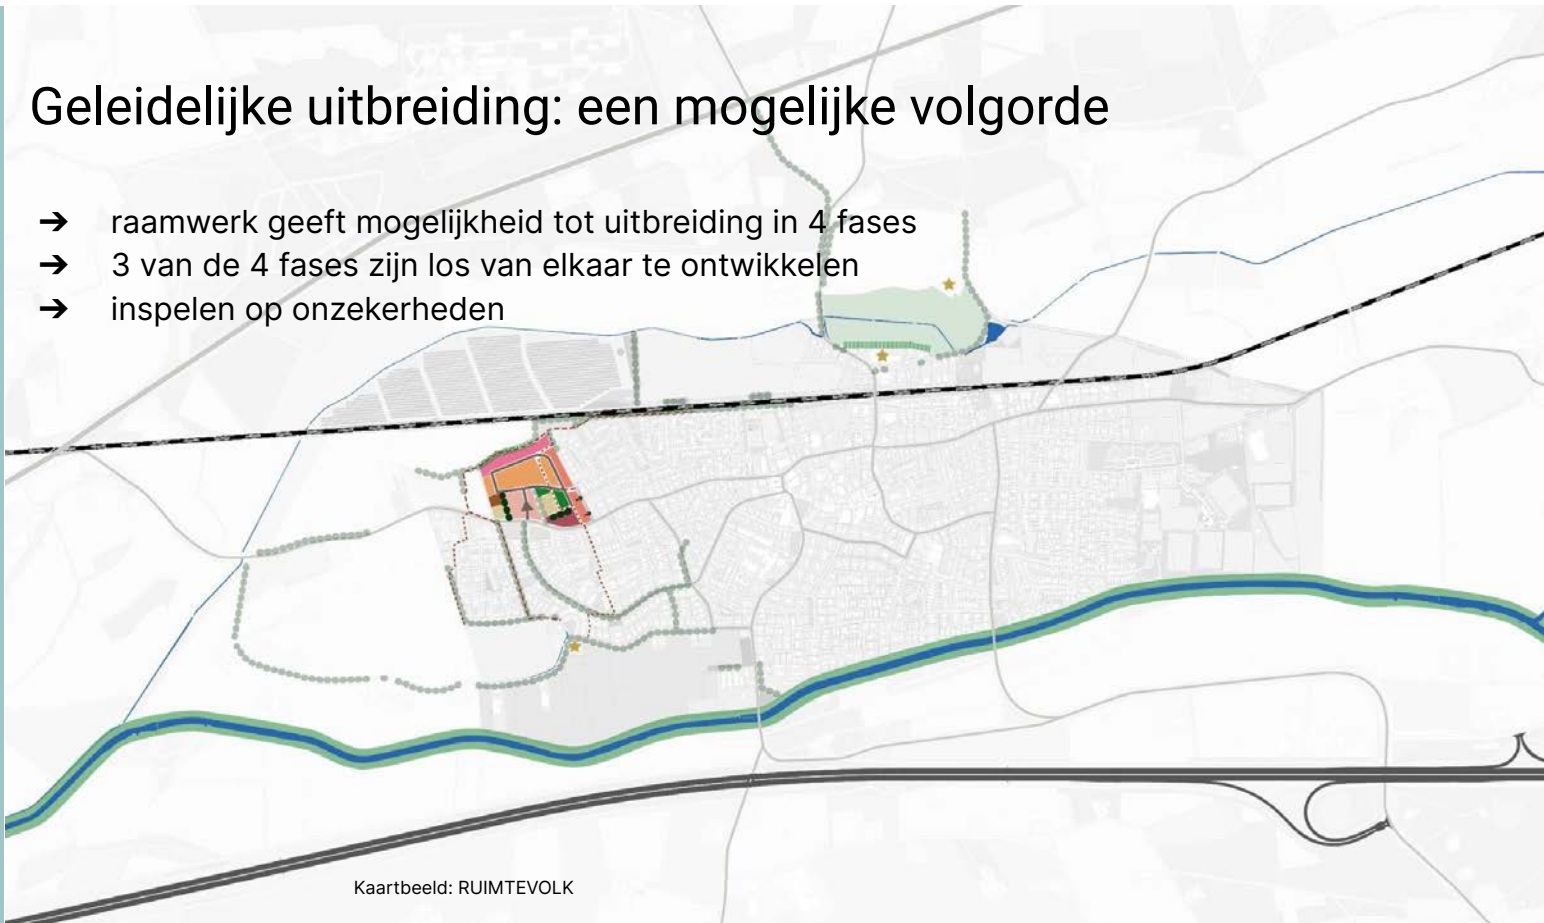 Geleidelijke uitbreiding: een mogelijke volgorde
➔ raamwerk geeft mogelijkheid tot uitbreiding in 4 fases
➔ 3 van de 4 fases zijn los van elkaar te ontwikkelen
➔ inspelen op onzekerheden
Kaartbeeld: RUIMTEVOLK